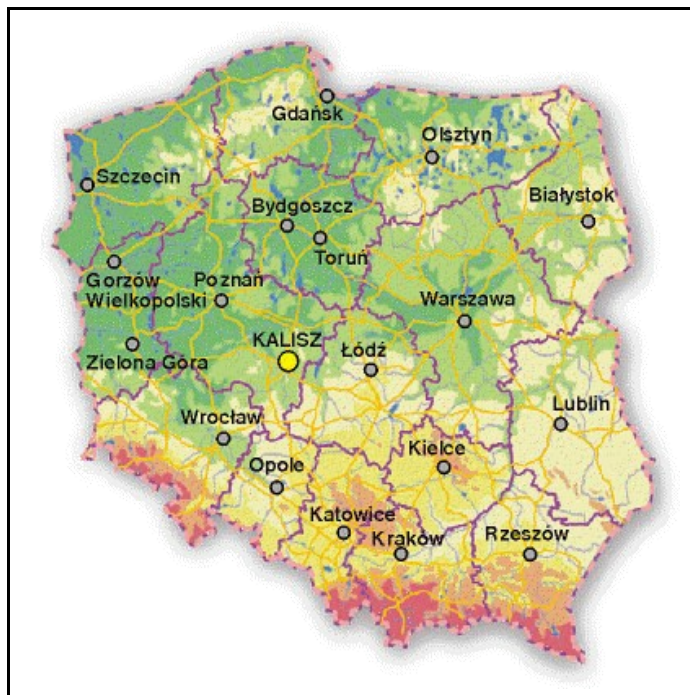 Gdańsk
Olsztyn
Szczecin
Białystok
Bydgoszcz
Toruń
Gorzów
Wielkopolski
Poznań
Warszawa
KALISZ
Łódź
Zielona Góra
Lublin
Wrocław
Kielce
Opole
Katowice
Kraków
Rzeszów